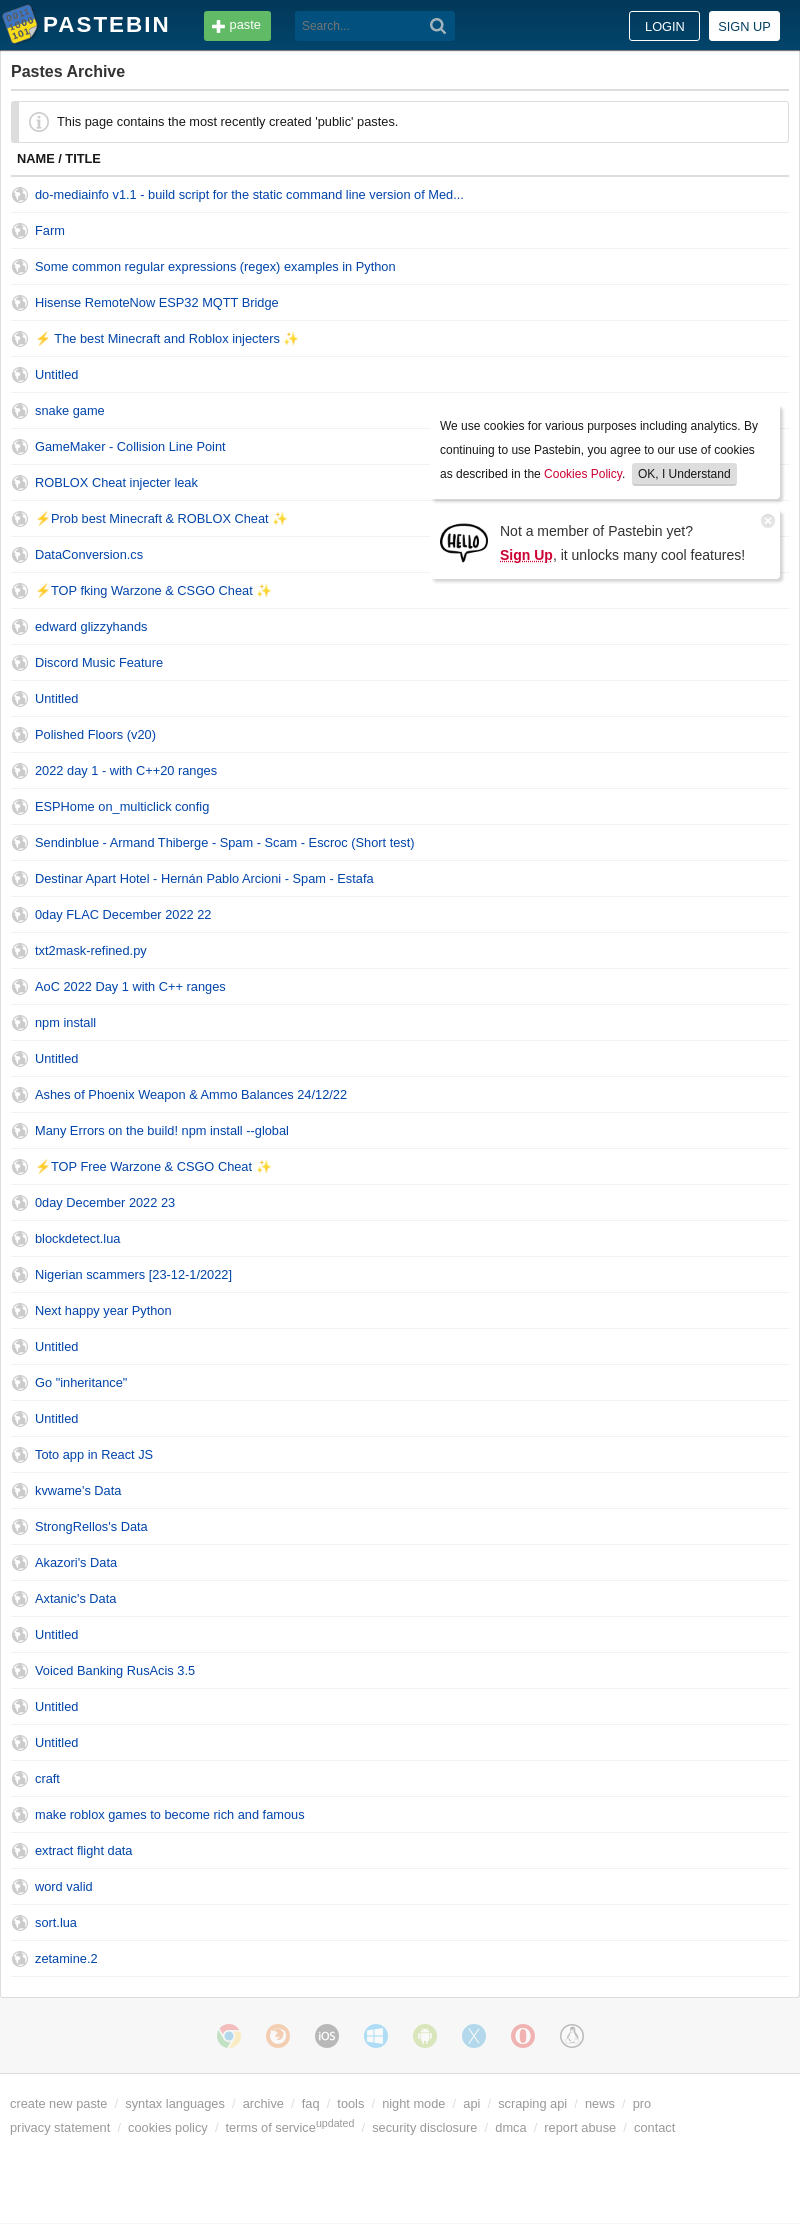 PASTEBIN paste Search... LOGIN SIGN UP
Pastes Archive
This page contains the most recently created 'public' pastes.
NAME / TITLE
do-mediainfo v1.1 - build script for the static command line version of Med...
Farm
Some common regular expressions (regex) examples in Python
Hisense RemoteNow ESP32 MQTT Bridge
⚡ The best Minecraft and Roblox injecters ✨
Untitled
snake game
GameMaker - Collision Line Point
ROBLOX Cheat injecter leak
⚡Prob best Minecraft & ROBLOX Cheat ✨
DataConversion.cs
⚡TOP fking Warzone & CSGO Cheat ✨
We use cookies for various purposes including analytics. By
continuing to use Pastebin, you agree to our use of cookies
as described in the Cookies Policy. OK, I Understand
HELLO
Not a member of Pastebin yet?
Sign Up, it unlocks many cool features!
edward glizzyhands
Discord Music Feature
Untitled
Polished Floors (v20)
2022 day 1 - with C++20 ranges
ESPHome on_multiclick config
Sendinblue - Armand Thiberge - Spam - Scam - Escroc (Short test)
Destinar Apart Hotel - Hernán Pablo Arcioni - Spam - Estafa
0day FLAC December 2022 22
txt2mask-refined.py
AoC 2022 Day 1 with C++ ranges
npm install
Untitled
Ashes of Phoenix Weapon & Ammo Balances 24/12/22
Many Errors on the build! npm install --global
⚡TOP Free Warzone & CSGO Cheat ✨
0day December 2022 23
blockdetect.lua
Nigerian scammers [23-12-1/2022]
Next happy year Python
Untitled
Go "inheritance"
Untitled
Toto app in React JS
kvwame's Data
StrongRellos's Data
Akazori's Data
Axtanic's Data
Untitled
Voiced Banking RusAcis 3.5
Untitled
Untitled
craft
make roblox games to become rich and famous
extract flight data
word valid
sort.lua
zetamine.2
iOS
create new paste / syntax languages / archive / faq / tools / night mode / api / scraping api / news / pro
privacy statement / cookies policy / terms of service updated / security disclosure / dmca / report abuse / contact